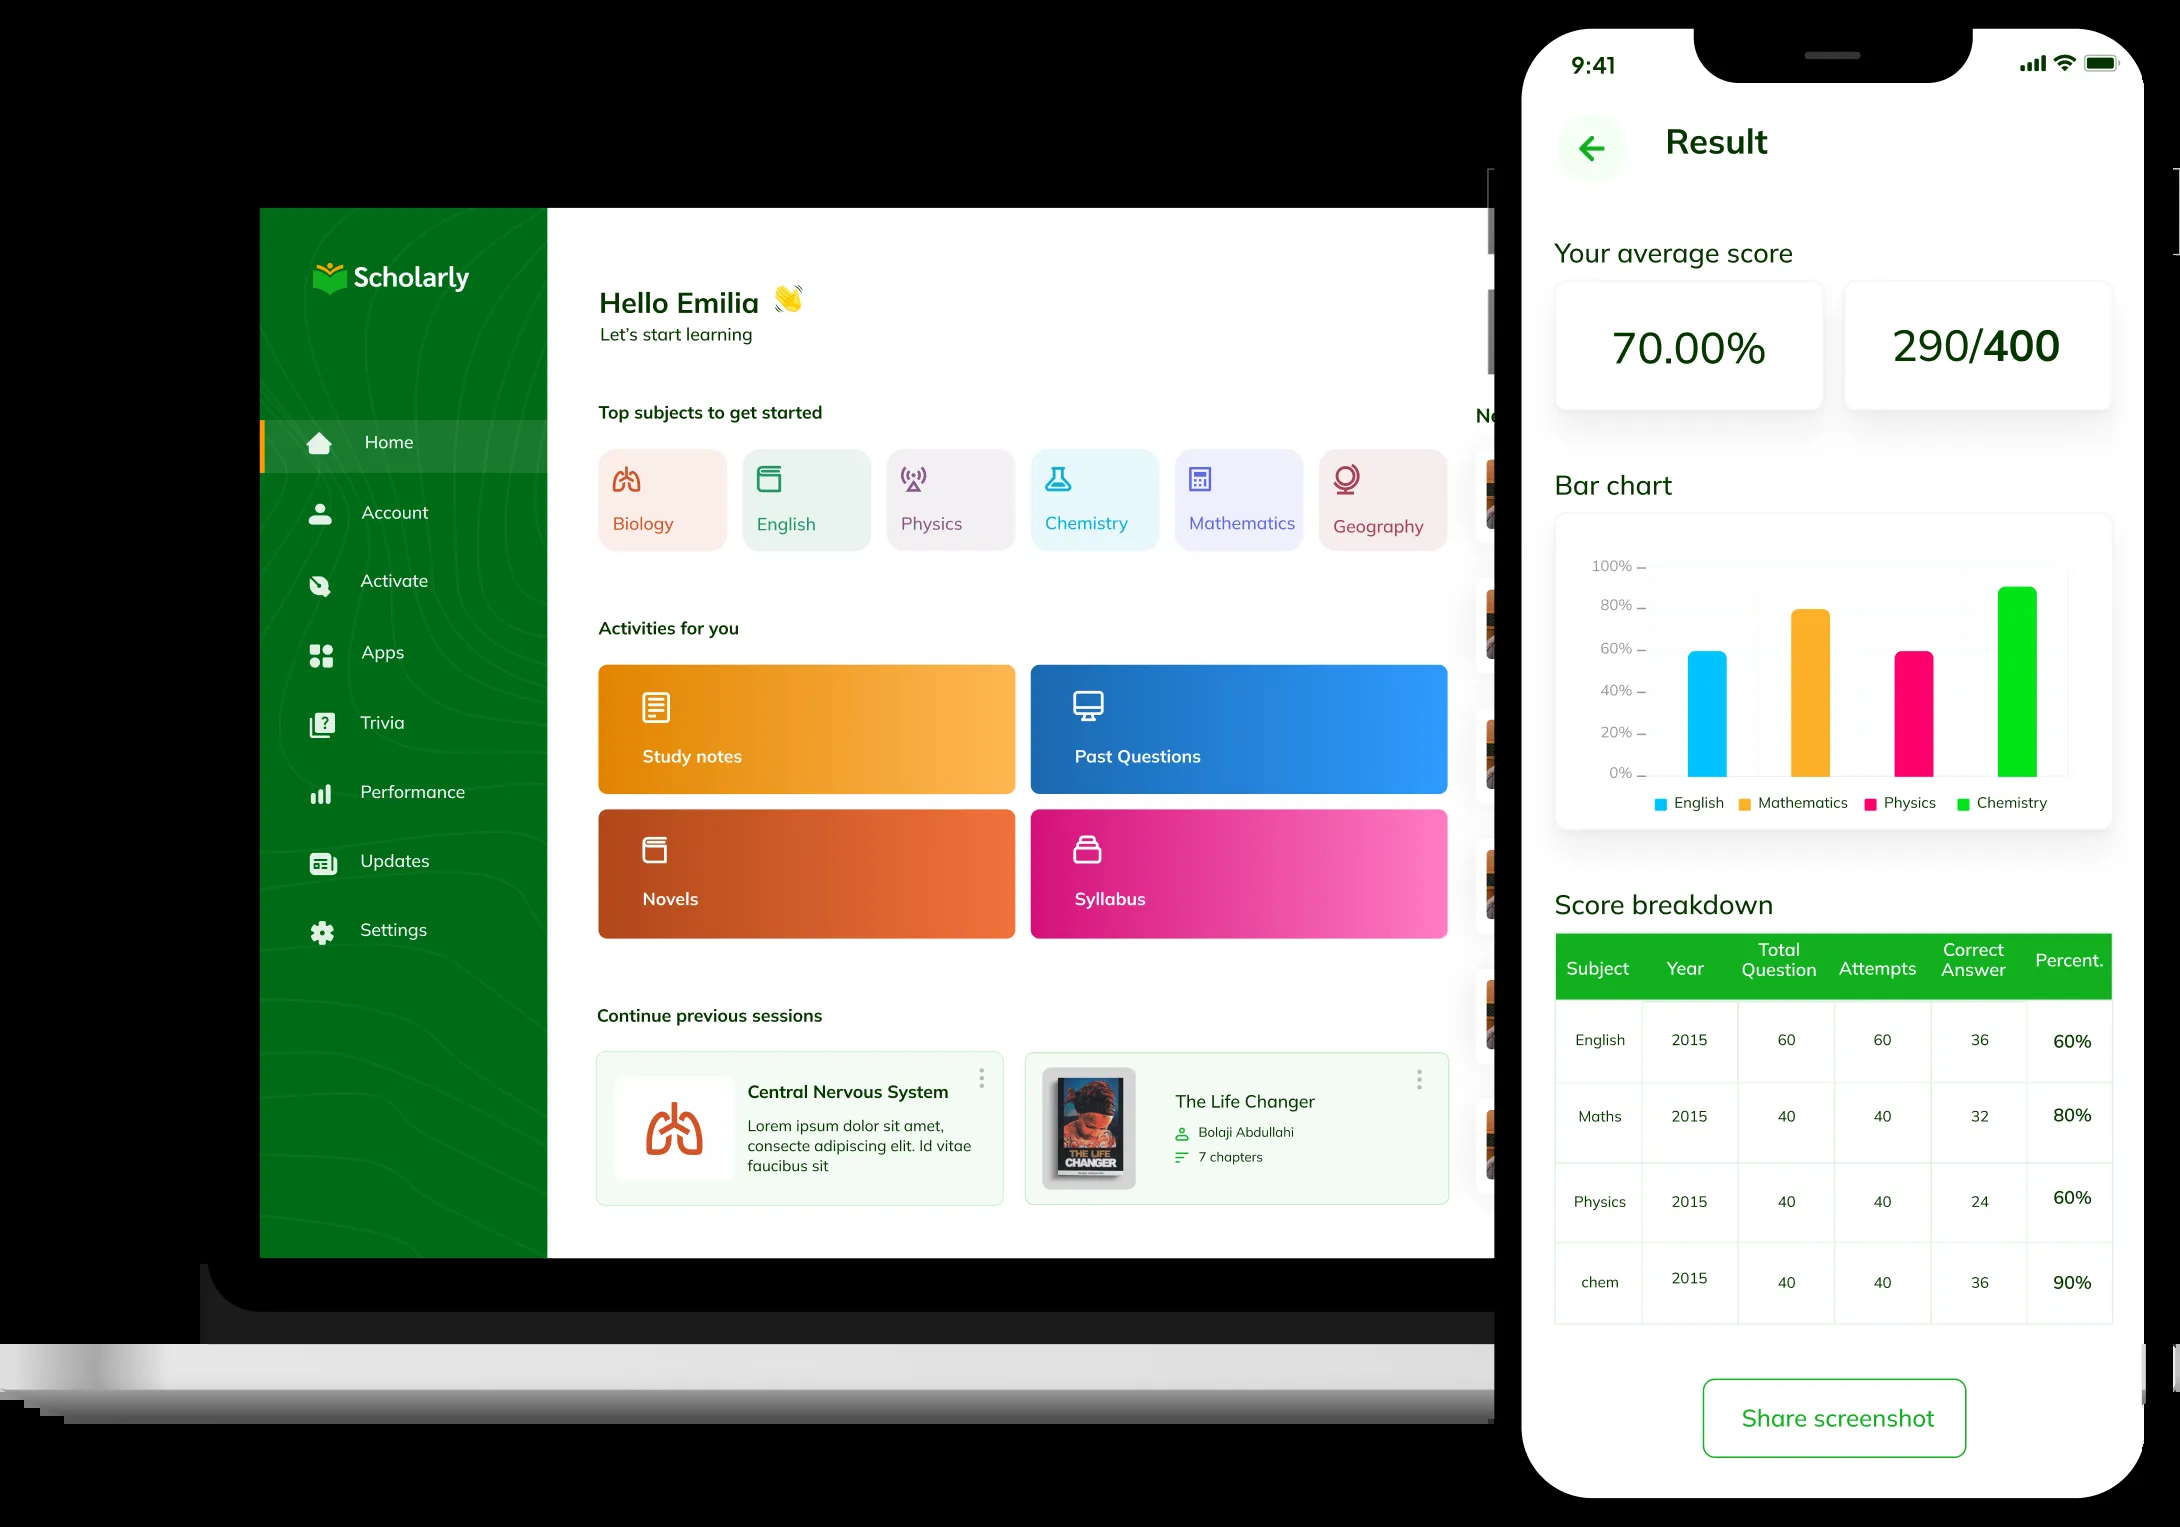 Scholarly
Home
Account
Activate
Apps
Trivia
Performance
Updates
Settings
Hello Emilia
Let's start learning
Top subjects to get started
Biology
English
Physics
Chemistry
Mathematics
Geography
Activities for you
Study notes
Past Questions
Novels
Syllabus
Continue previous sessions
Central Nervous System
Lorem ipsum dolor sit amet,
consecte adipiscing elit. Id vitae
faucibus sit
THE LIFE
CHANGER
The Life Changer
Bolaji Abdullahi
7 chapters
9:41
Result
Your average score
70.00%
290/400
Bar chart
100%
80%
60%
40%
20%
0%
English Mathematics Physics Chemistry
Score breakdown
Subject Year Total Question Attempts Correct Answer Percent.
English 2015 60 60 36 60%
Maths 2015 40 40 32 80%
Physics 2015 40 40 24 60%
chem 2015 40 40 36 90%
Share screenshot